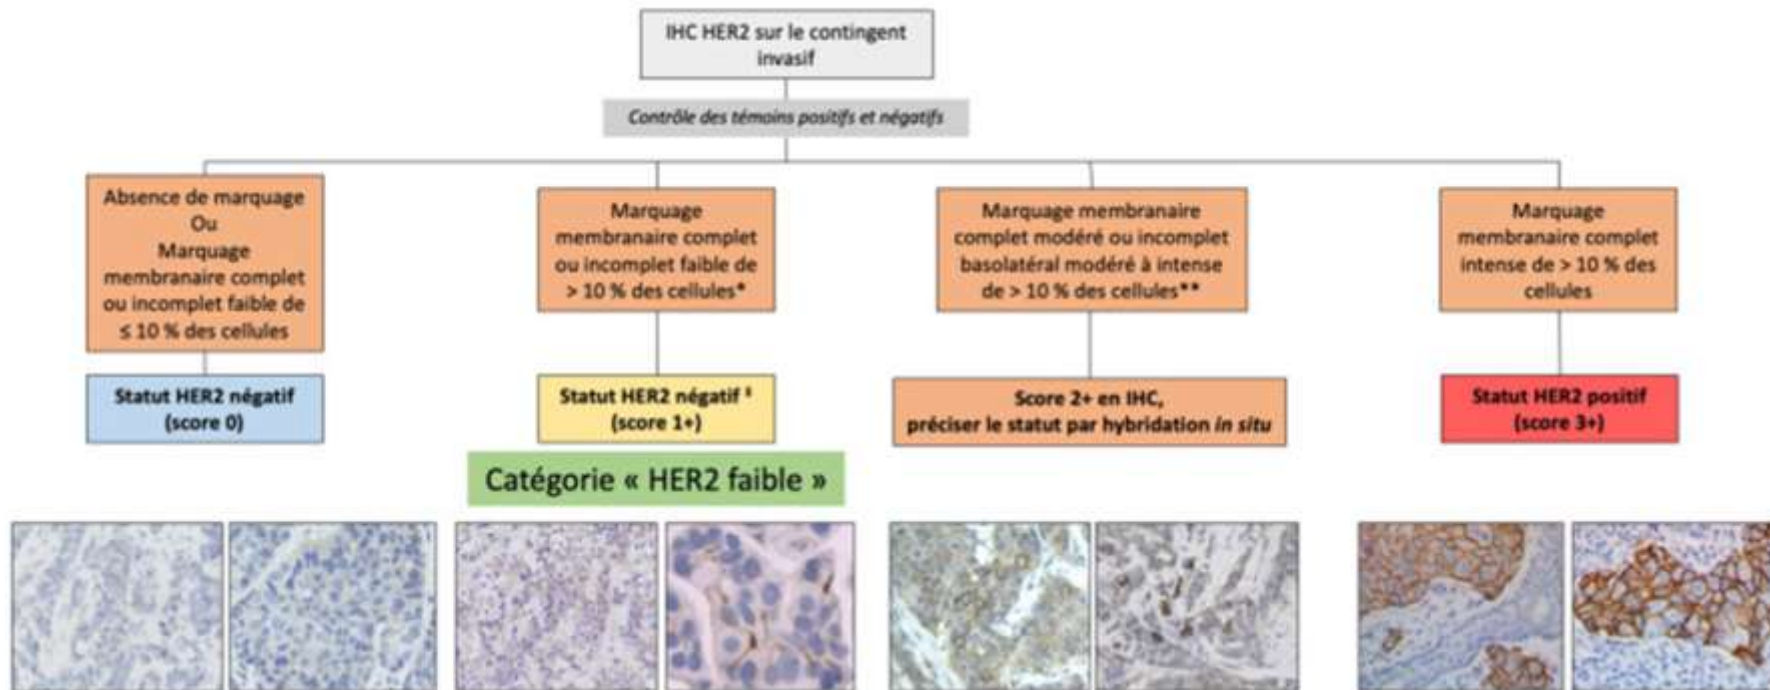 IHC HER2 sur le contingent
invasif
Contrôle des témoins positifs et négatifs
Absence de marquage
Ou
Marquage
membranaire complet
ou incomplet faible de
≤ 10 % des cellules
Statut HER2 négatif
(score 0)
Marquage
membranaire complet
ou incomplet faible de
> 10 % des cellules*
Statut HER2 négatif ‡
(score 1+)
Catégorie « HER2 faible »
Marquage membranaire
complet modéré ou incomplet
basolatéral modéré à intense
de > 10 % des cellules**
Score 2+ en IHC,
préciser le statut par hybridation in situ
Marquage
membranaire complet
intense de > 10 % des
cellules
Statut HER2 positif
(score 3+)